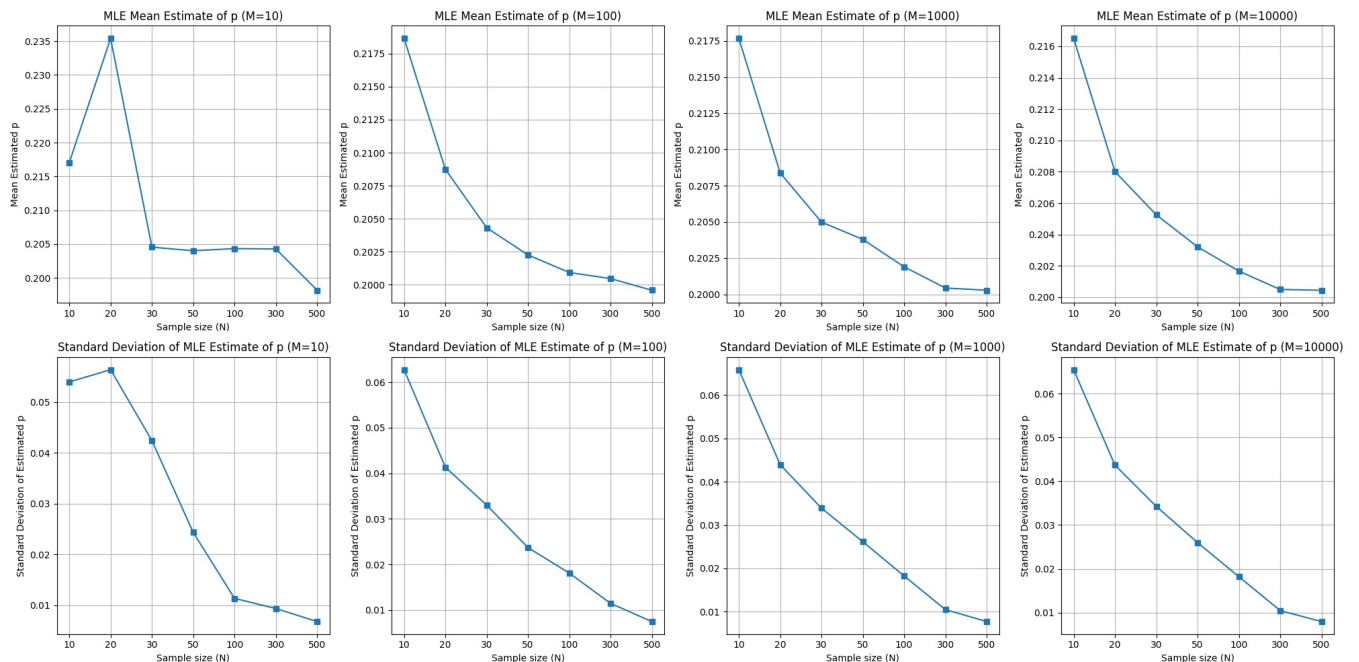 MLE Mean Estimate of p (M=10)
0.235
0.230
0.225
0.220
0.215
0.210
0.205
0.200
Mean Estimated p
10 20 30 50 100 300 500
Sample size (N)
MLE Mean Estimate of p (M=100)
0.2175
0.2150
0.2125
0.2100
0.2075
0.2050
0.2025
0.2000
Mean Estimated p
10 20 30 50 100 300 500
Sample size (N)
MLE Mean Estimate of p (M=1000)
0.2175
0.2150
0.2125
0.2100
0.2075
0.2050
0.2025
0.2000
Mean Estimated p
10 20 30 50 100 300 500
Sample size (N)
MLE Mean Estimate of p (M=10000)
0.216
0.214
0.212
0.210
0.208
0.206
0.204
0.202
0.200
Mean Estimated p
10 20 30 50 100 300 500
Sample size (N)
Standard Deviation of MLE Estimate of p (M=10)
0.05
0.04
0.03
0.02
0.01
Standard Deviation of Estimated p
10 20 30 50 100 300 500
Sample size (N)
Standard Deviation of MLE Estimate of p (M=100)
0.06
0.05
0.04
0.03
0.02
0.01
Standard Deviation of Estimated p
10 20 30 50 100 300 500
Sample size (N)
Standard Deviation of MLE Estimate of p (M=1000)
0.06
0.05
0.04
0.03
0.02
0.01
Standard Deviation of Estimated p
10 20 30 50 100 300 500
Sample size (N)
Standard Deviation of MLE Estimate of p (M=10000)
0.06
0.05
0.04
0.03
0.02
0.01
Standard Deviation of Estimated p
10 20 30 50 100 300 500
Sample size (N)